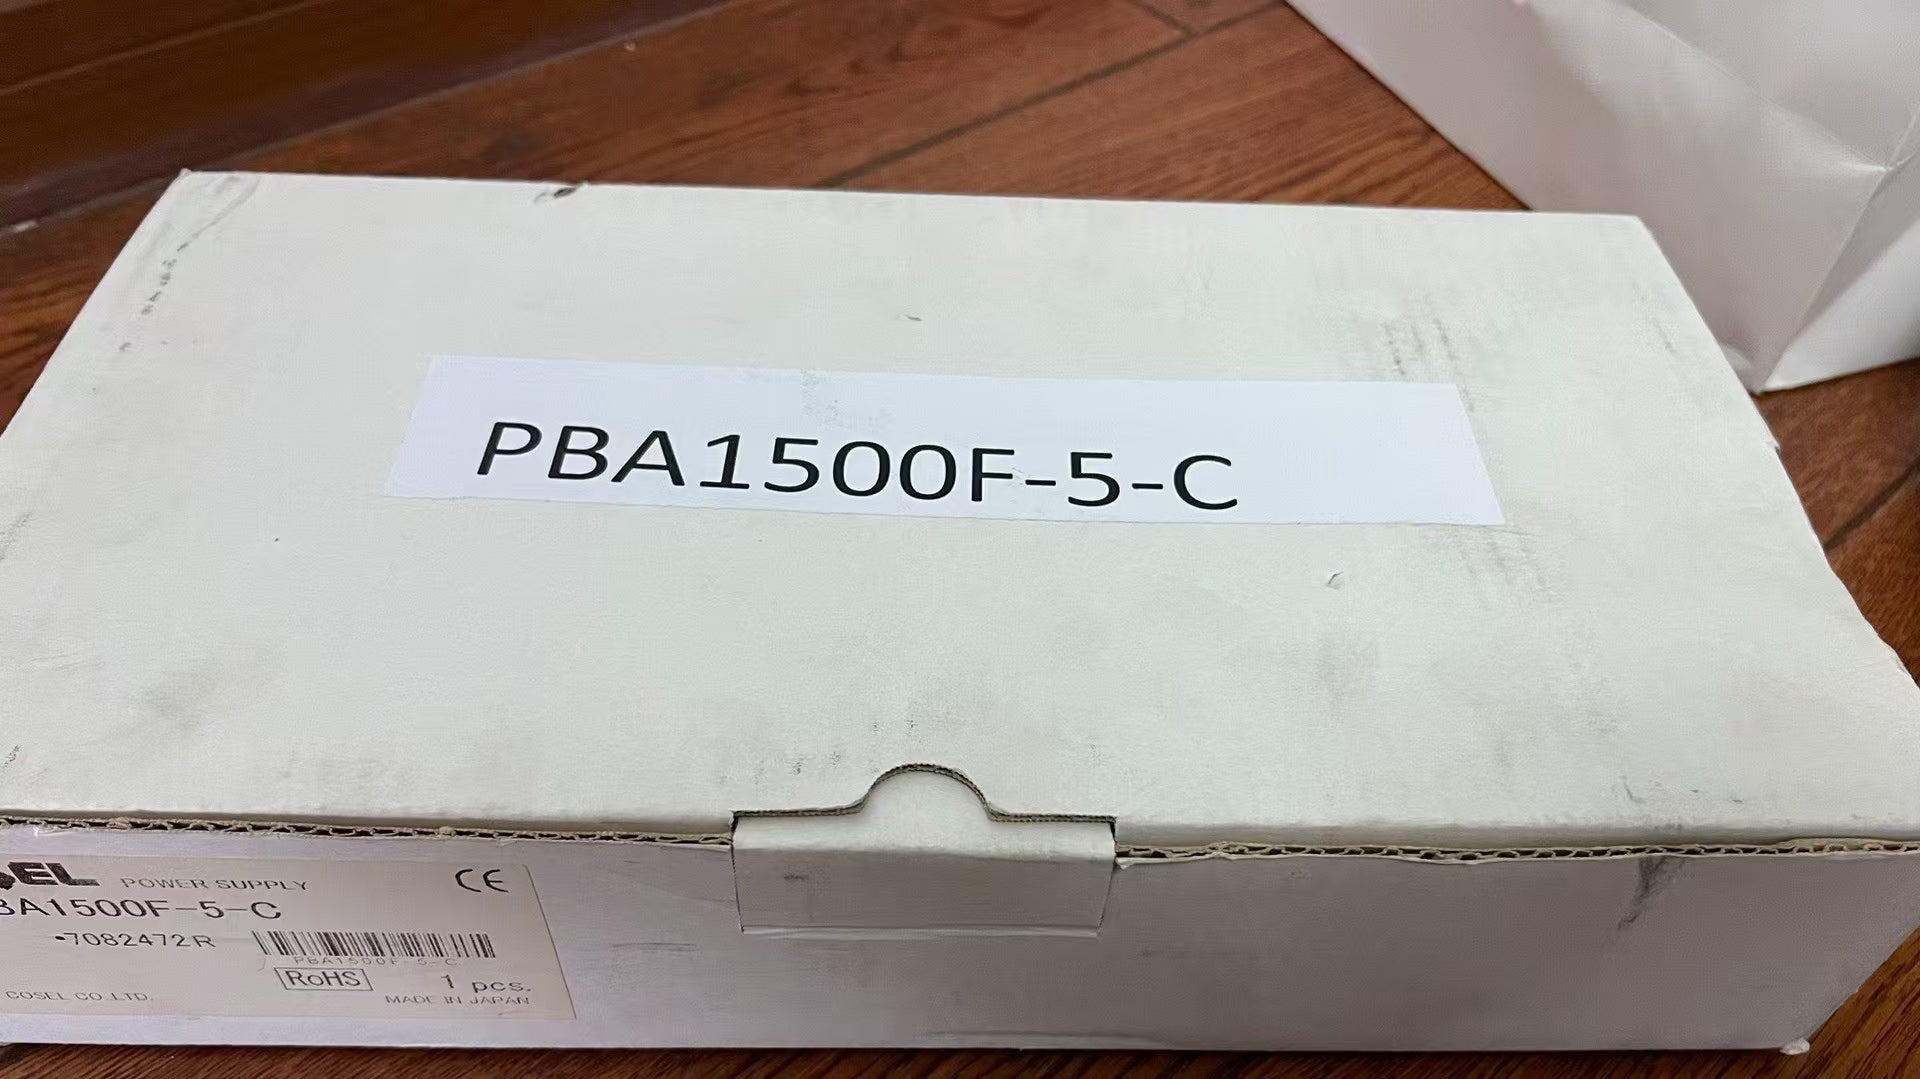 PBA1500F-5-C
SEL POWER SUPPLY CE
BA1500F-5-C
•7082472R
PBA1500F-5-C
RoHS 1 pcs.
COSEL CO.,LTD. MADE IN JAPAN